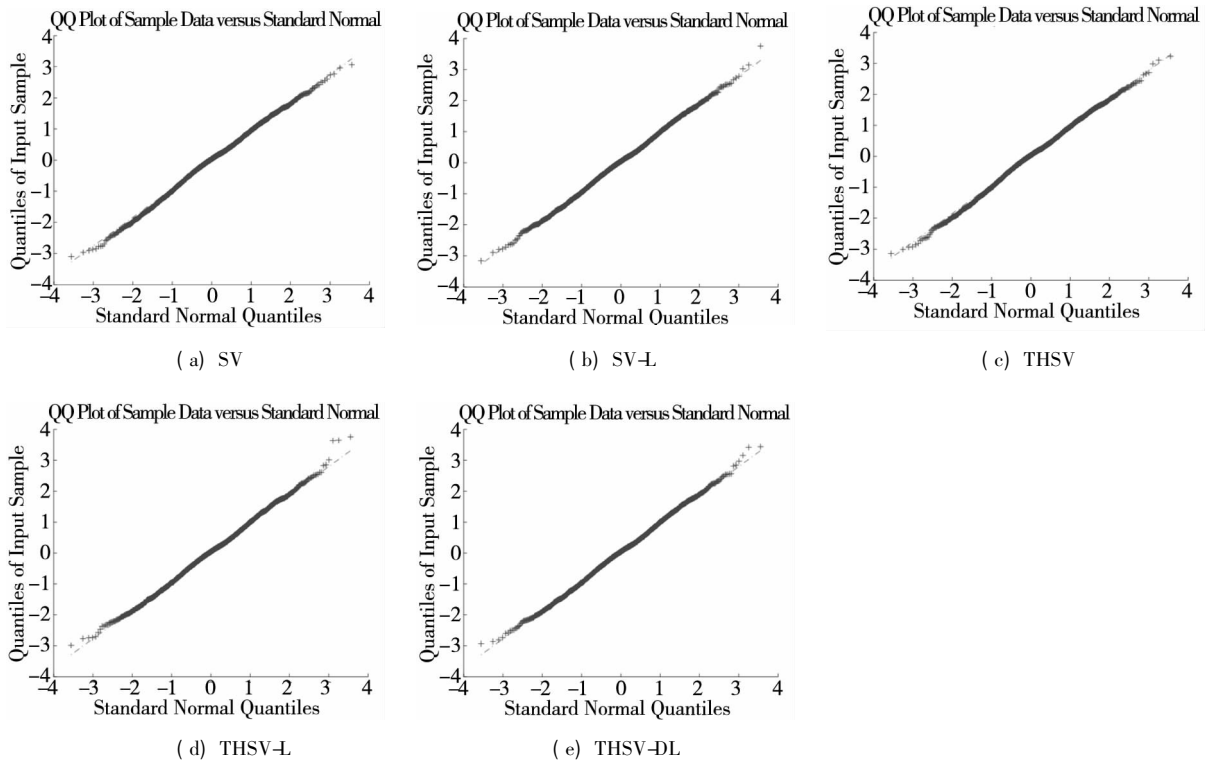 QQ Plot of Sample Data versus Standard Normal
Quantiles of Input Sample
4
3
2
1
0
−1
−2
−3
−4
−4 −3 −2 −1 0 1 2 3 4
Standard Normal Quantiles
( a) SV
QQ Plot of Sample Data versus Standard Normal
Quantiles of Input Sample
4
3
2
1
0
−1
−2
−3
−4
−4 −3 −2 −1 0 1 2 3 4
Standard Normal Quantiles
( b) SV-L
QQ Plot of Sample Data versus Standard Normal
Quantiles of Input Sample
4
3
2
1
0
−1
−2
−3
−4
−4 −3 −2 −1 0 1 2 3 4
Standard Normal Quantiles
( c) THSV
QQ Plot of Sample Data versus Standard Normal
Quantiles of Input Sample
4
3
2
1
0
−1
−2
−3
−4
−4 −3 −2 −1 0 1 2 3 4
Standard Normal Quantiles
( d) THSV-L
QQ Plot of Sample Data versus Standard Normal
Quantiles of Input Sample
4
3
2
1
0
−1
−2
−3
−4
−4 −3 −2 −1 0 1 2 3 4
Standard Normal Quantiles
( e) THSV-DL